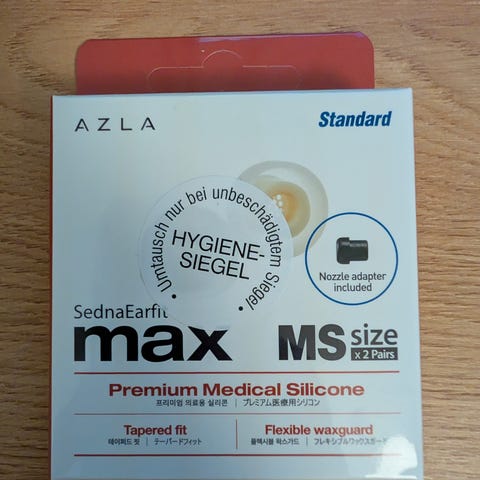 AZLA
Standard
• Umtausch nur bei unbeschädigtem Siegel •
HYGIENE-
SIEGEL
Nozzle adapter
included
SednaEarfit
max
MS size
x 2 Pairs
Premium Medical Silicone
프리미엄 의료용 실리콘 | プレミアム医療用シリコン
Tapered fit
테이퍼드 핏 | テーパードフィット
Flexible waxguard
플렉시블 왁스가드 | フレキシブルワックスガード